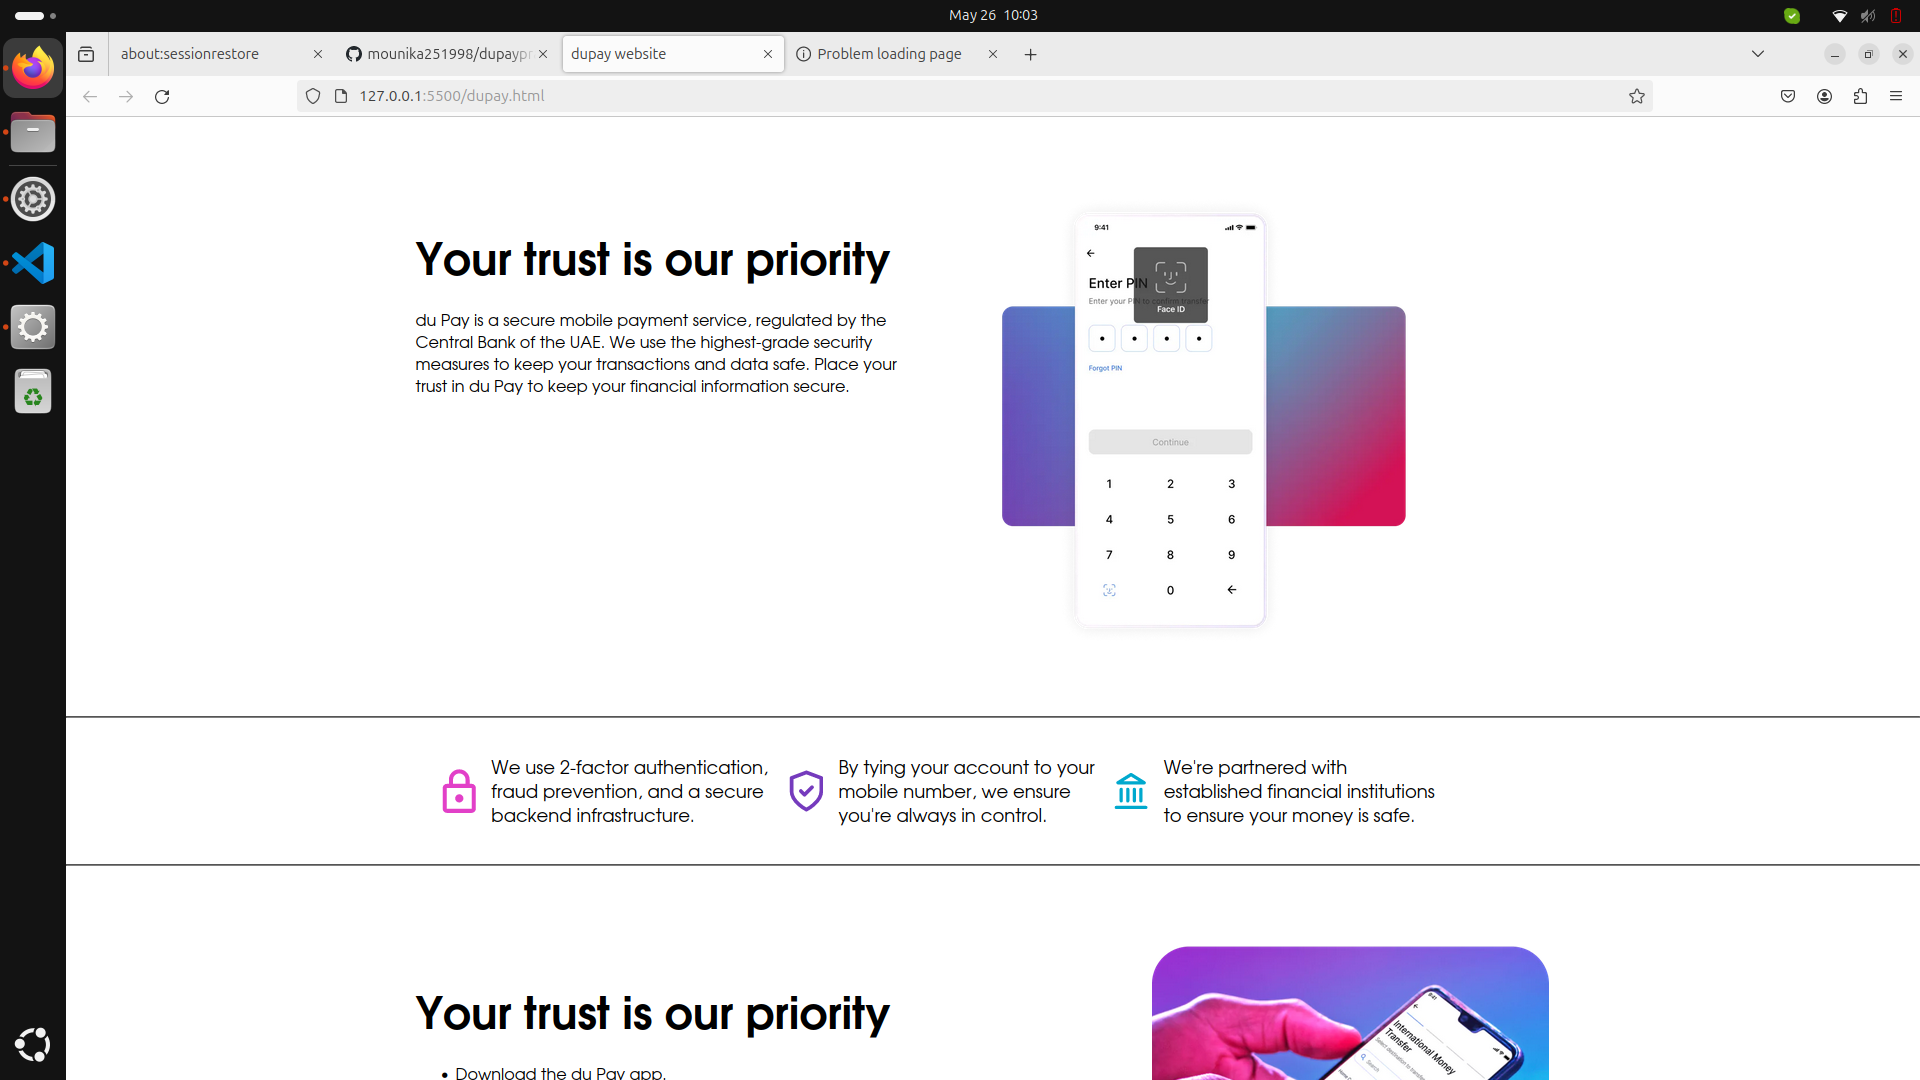 May 26 10:03
about:sessionrestore
mounika251998/dupaypr
dupay website
Problem loading page
127.0.0.1:5500/dupay.html
Your trust is our priority
du Pay is a secure mobile payment service, regulated by the
Central Bank of the UAE. We use the highest-grade security
measures to keep your transactions and data safe. Place your
trust in du Pay to keep your financial information secure.
9:41
Enter PIN
Enter your PIN to confirm transfer
Face ID
Forgot PIN
Continue
1 2 3
4 5 6
7 8 9
0
We use 2-factor authentication,
fraud prevention, and a secure
backend infrastructure.
By tying your account to your
mobile number, we ensure
you're always in control.
We're partnered with
established financial institutions
to ensure your money is safe.
Your trust is our priority
• Download the du Pay app.
9:41
International Money
Transfer
Select destination to transfer
Search